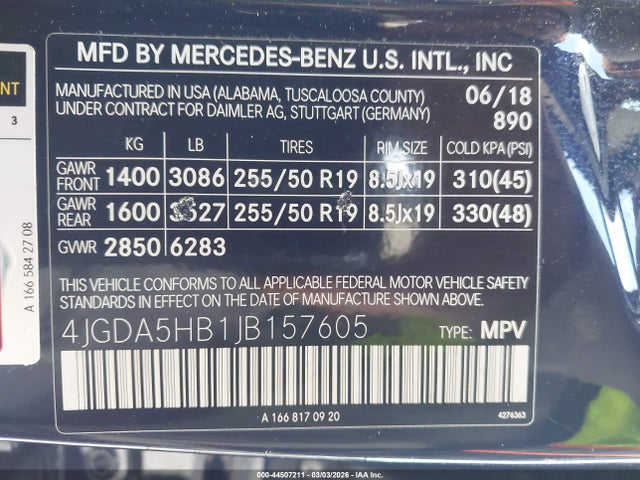 MFD BY MERCEDES-BENZ U.S. INTL., INC
MANUFACTURED IN USA (ALABAMA, TUSCALOOSA COUNTY) 06/18
UNDER CONTRACT FOR DAIMLER AG, STUTTGART (GERMANY) 890
KG LB TIRES RIM SIZE COLD KPA(PSI)
GAWR FRONT 1400 3086 255/50 R19 8.5Jx19 310(45)
GAWR REAR 1600 3527 255/50 R19 8.5Jx19 330(48)
GVWR 2850 6283
THIS VEHICLE CONFORMS TO ALL APPLICABLE FEDERAL MOTOR VEHICLE SAFETY
STANDARDS IN EFFECT ON THE DATE OF MANUFACTURE SHOWN ABOVE.
4JGDA5HB1JB157605 TYPE: MPV
A 166 817 09 20 4276363
3
A 166 584 27 08
000-44507211 - 03/03/2026 - IAAI.com